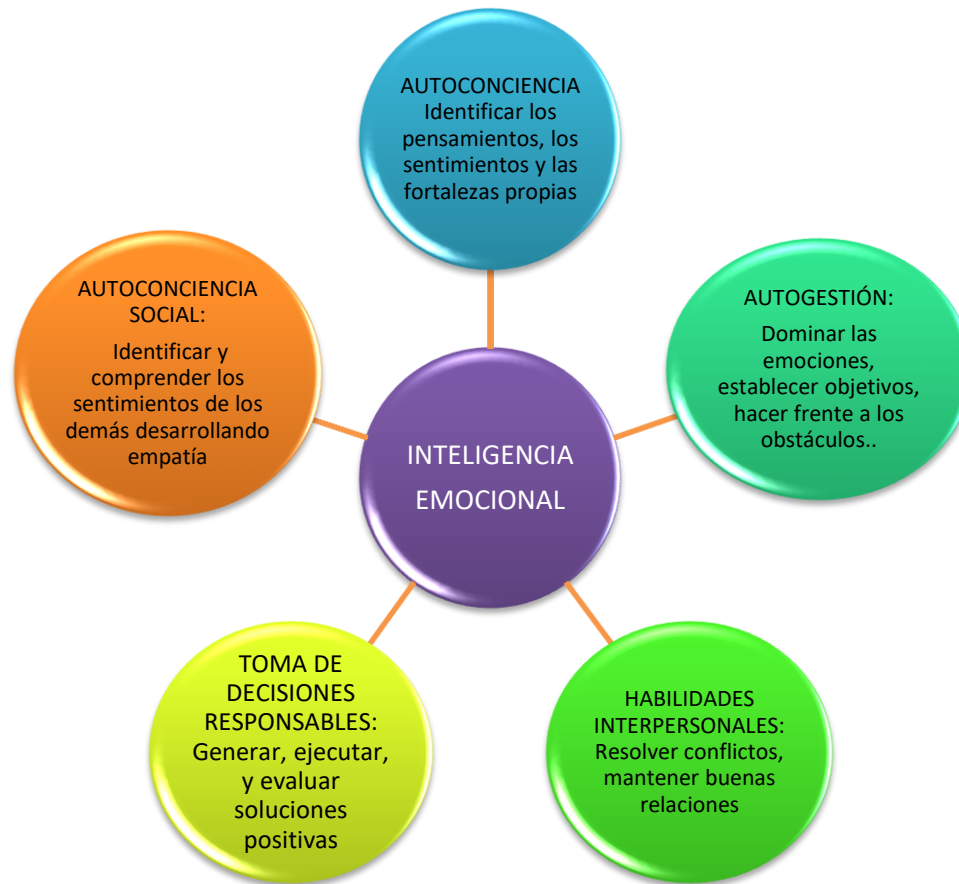 AUTOCONCIENCIA
Identificar los
pensamientos, los
sentimientos y las
fortalezas propias
AUTOCONCIENCIA
SOCIAL:
Identificar y
comprender los
sentimientos de los
demás desarrollando
empatía
AUTOGESTIÓN:
Dominar las
emociones,
establecer objetivos,
hacer frente a los
obstáculos..
INTELIGENCIA
EMOCIONAL
TOMA DE
DECISIONES
RESPONSABLES:
Generar, ejecutar,
y evaluar
soluciones
positivas
HABILIDADES
INTERPERSONALES:
Resolver conflictos,
mantener buenas
relaciones